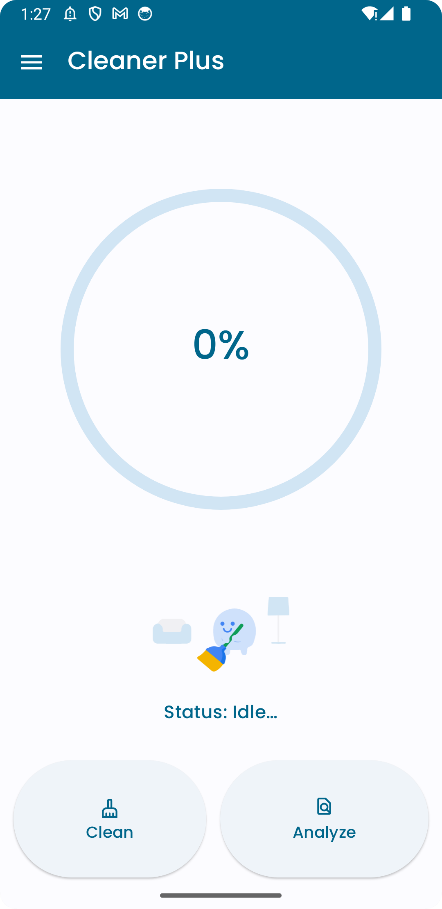 1:27
Cleaner Plus
0%
Status: Idle...
Clean
Analyze